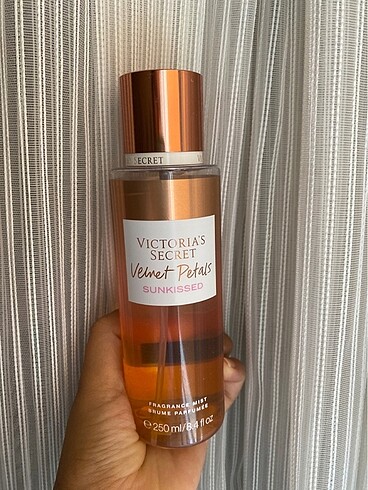 SECRET
VICTORIA'S
SECRET
Velvet Petals
SUNKISSED
FRAGRANCE MIST
BRUME PARFUMÉE
℮ 250 ml/8.4 fl oz